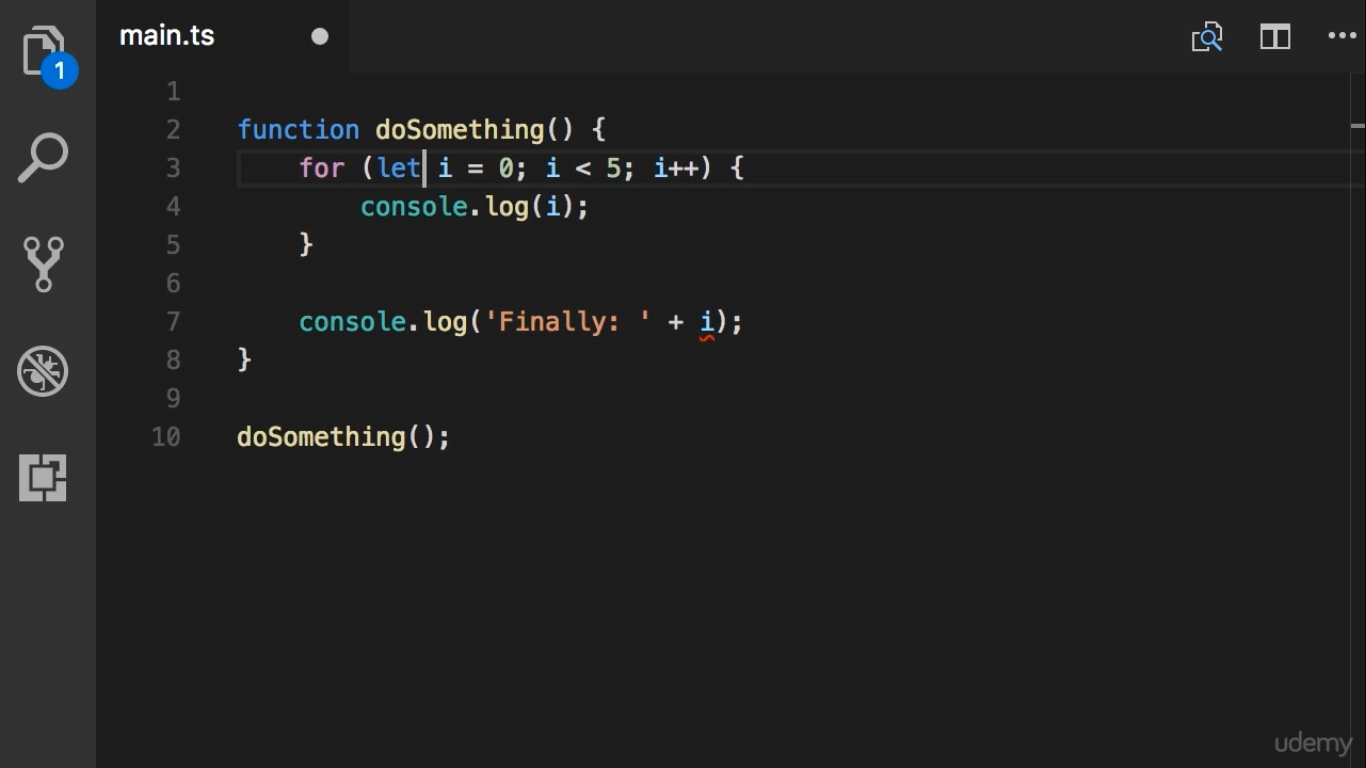 main.ts
1
1
2 function doSomething() {
3     for (let i = 0; i < 5; i++) {
4         console.log(i);
5     }
6
7     console.log('Finally: ' + i);
8 }
9
10 doSomething();
udemy